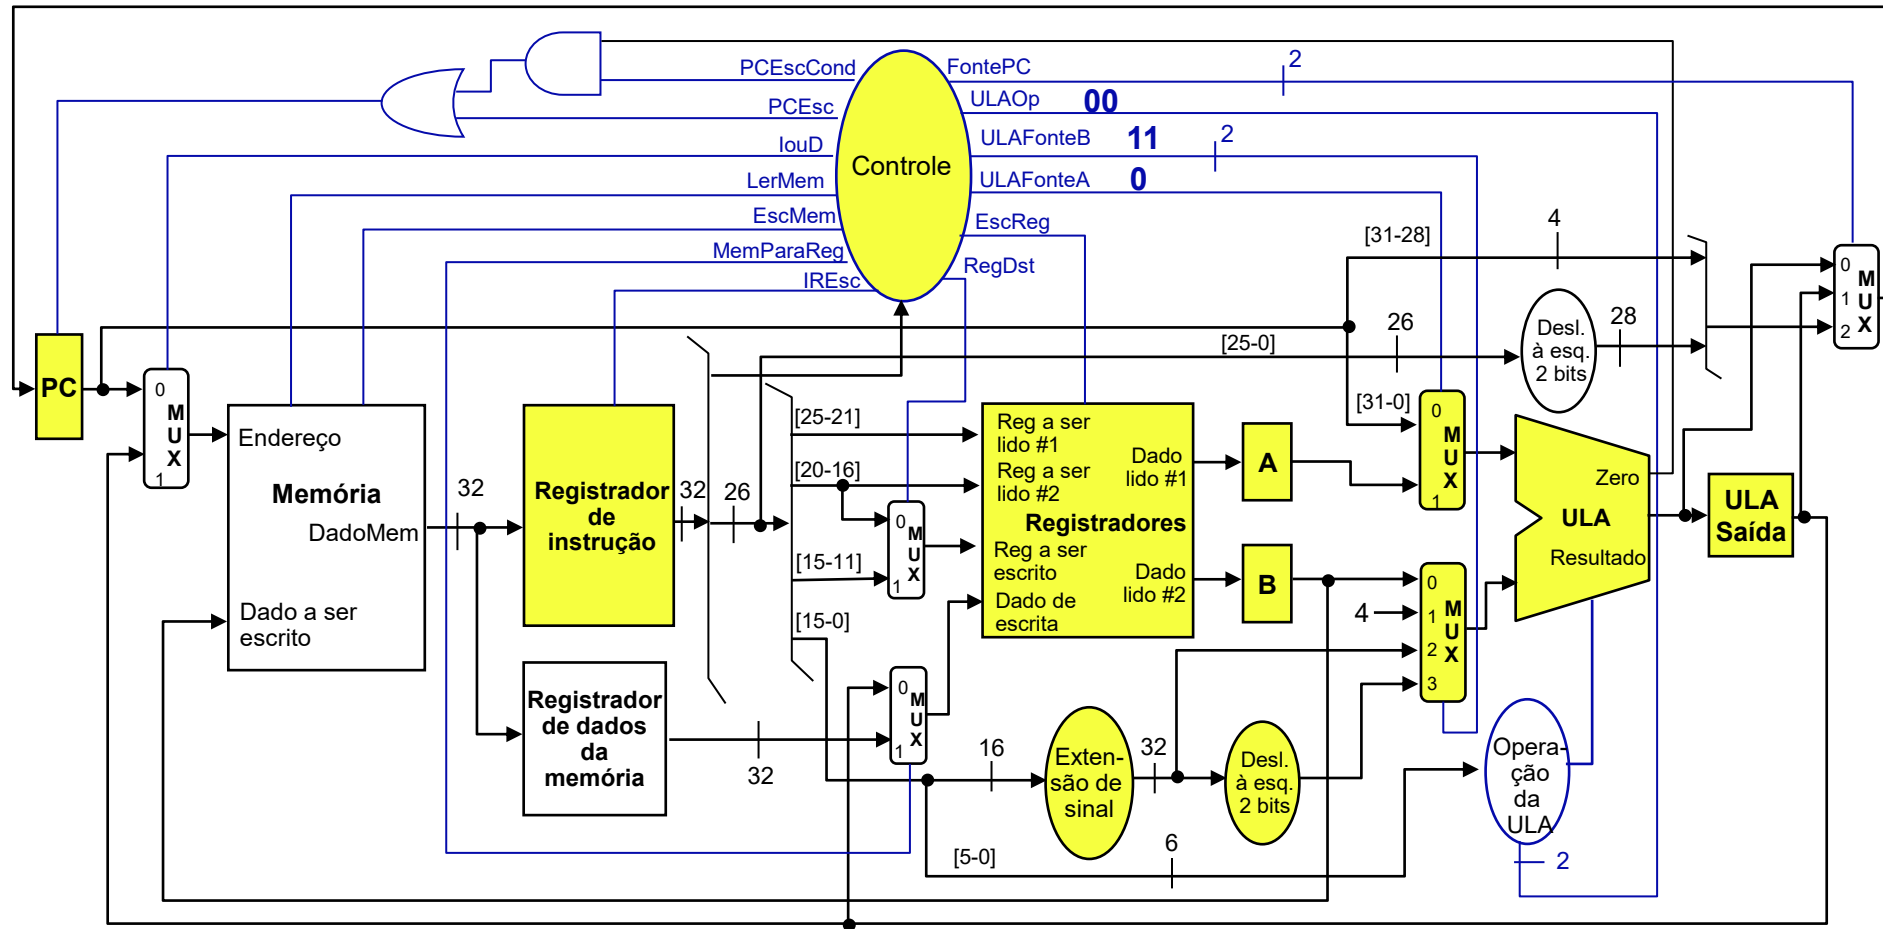 PCEscCond
FontePC
2
ULAOp 00
PCEsc
ULAFonteB 11
2
IouD
Controle
LerMem
ULAFonteA 0
EscMem
EscReg
MemParaReg
RegDst
IREsc
4
[31-28]
0
M
1
U
2
X
26
28
[25-0]
Desl.
à esq.
2 bits
PC
0
M
U
X
1
Endereço
Memória
DadoMem
Dado a ser
escrito
32
Registrador
de
instrução
32
26
[25-21]
[20-16]
[15-11]
[15-0]
0
M
U
X
1
Reg a ser
lido #1
Reg a ser
lido #2
Registradores
Reg a ser
escrito
Dado de
escrita
Dado
lido #1
Dado
lido #2
A
B
[31-0]
0
M
U
X
1
4
0
1
M
U
2
X
3
Zero
ULA
Resultado
ULA
Saída
Registrador
de dados
da
memória
32
0
M
U
X
1
16
Exten-
são de
sinal
32
Desl.
à esq.
2 bits
Opera-
ção
da
ULA
[5-0]
6
2